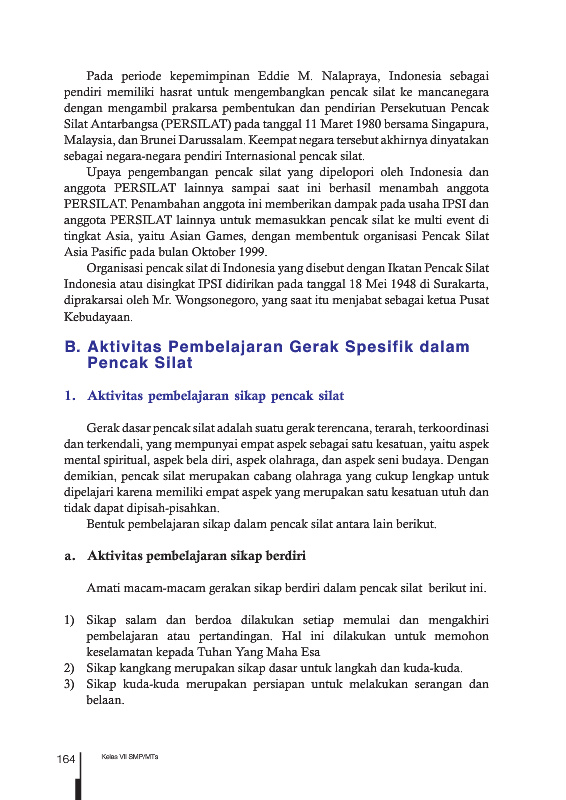 Pada periode kepemimpinan Eddie M. Nalapraya, Indonesia sebagai
pendiri memiliki hasrat untuk mengembangkan pencak silat ke mancanegara
dengan mengambil prakarsa pembentukan dan pendirian Persekutuan Pencak
Silat Antarbangsa (PERSILAT) pada tanggal 11 Maret 1980 bersama Singapura,
Malaysia, dan Brunei Darussalam. Keempat negara tersebut akhirnya dinyatakan
sebagai negara-negara pendiri Internasional pencak silat.
Upaya pengembangan pencak silat yang dipelopori oleh Indonesia dan
anggota PERSILAT lainnya sampai saat ini berhasil menambah anggota
PERSILAT. Penambahan anggota ini memberikan dampak pada usaha IPSI dan
anggota PERSILAT lainnya untuk memasukkan pencak silat ke multi event di
tingkat Asia, yaitu Asian Games, dengan membentuk organisasi Pencak Silat
Asia Pasific pada bulan Oktober 1999.
Organisasi pencak silat di Indonesia yang disebut dengan Ikatan Pencak Silat
Indonesia atau disingkat IPSI didirikan pada tanggal 18 Mei 1948 di Surakarta,
diprakarsai oleh Mr. Wongsonegoro, yang saat itu menjabat sebagai ketua Pusat
Kebudayaan.
B. Aktivitas Pembelajaran Gerak Spesifik dalam
Pencak Silat
1. Aktivitas pembelajaran sikap pencak silat
Gerak dasar pencak silat adalah suatu gerak terencana, terarah, terkoordinasi
dan terkendali, yang mempunyai empat aspek sebagai satu kesatuan, yaitu aspek
mental spiritual, aspek bela diri, aspek olahraga, dan aspek seni budaya. Dengan
demikian, pencak silat merupakan cabang olahraga yang cukup lengkap untuk
dipelajari karena memiliki empat aspek yang merupakan satu kesatuan utuh dan
tidak dapat dipisah-pisahkan.
Bentuk pembelajaran sikap dalam pencak silat antara lain berikut.
a. Aktivitas pembelajaran sikap berdiri
Amati macam-macam gerakan sikap berdiri dalam pencak silat berikut ini.
1) Sikap salam dan berdoa dilakukan setiap memulai dan mengakhiri
pembelajaran atau pertandingan. Hal ini dilakukan untuk memohon
keselamatan kepada Tuhan Yang Maha Esa
2) Sikap kangkang merupakan sikap dasar untuk langkah dan kuda-kuda.
3) Sikap kuda-kuda merupakan persiapan untuk melakukan serangan dan
belaan.
164 Kelas VII SMP/MTs